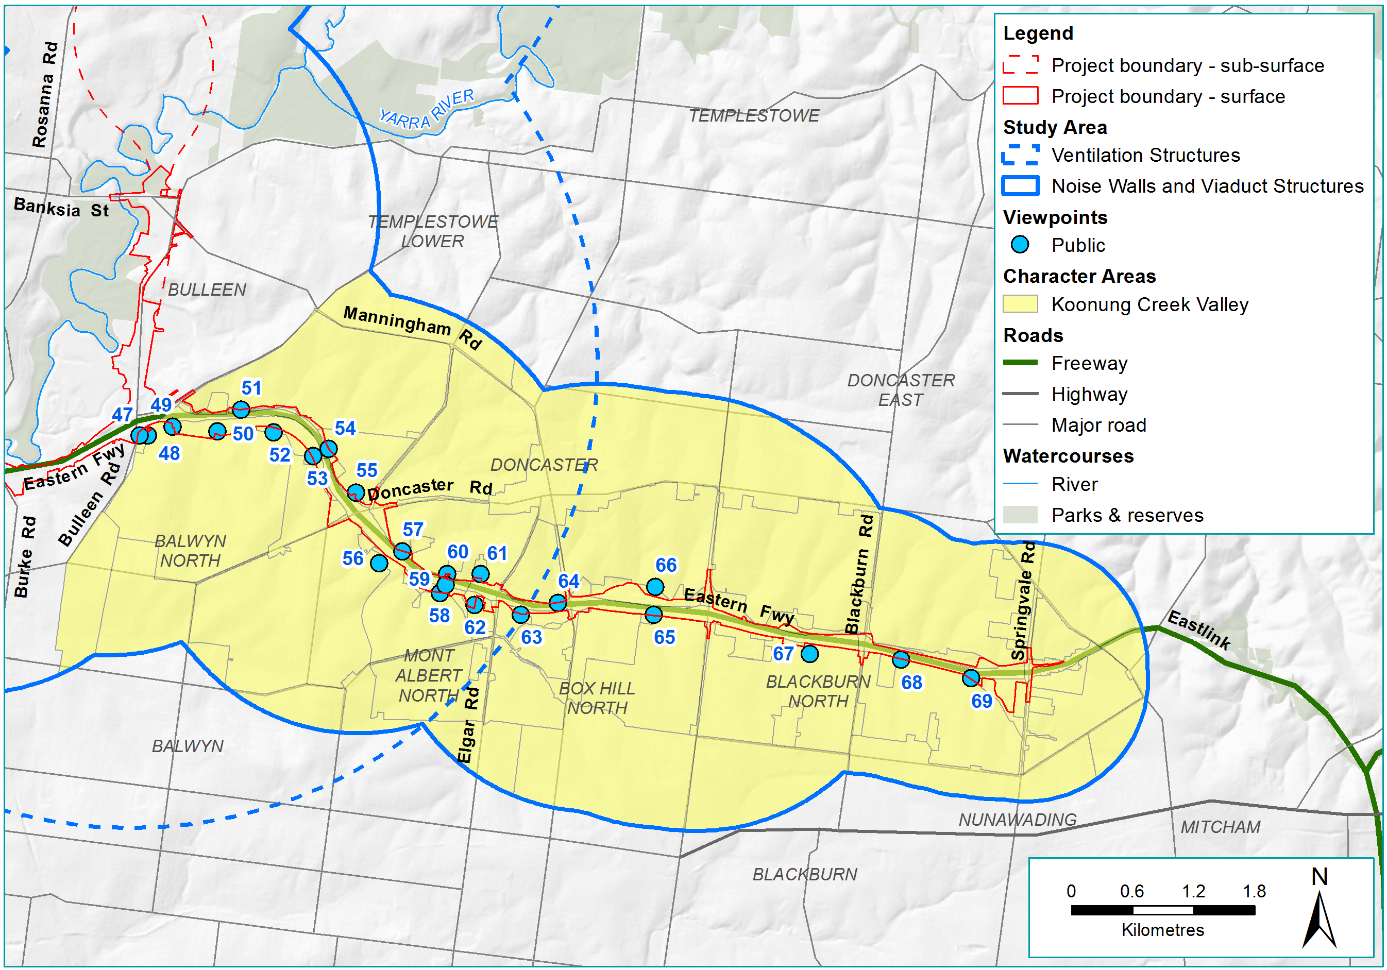 Legend
Project boundary - sub-surface
Project boundary - surface
Study Area
Ventilation Structures
Noise Walls and Viaduct Structures
Viewpoints
Public
Character Areas
Koonung Creek Valley
Roads
Freeway
Highway
Major road
Watercourses
River
Parks & reserves
Rosanna Rd
YARRA RIVER
TEMPLESTOWE
Banksia St
TEMPLESTOWE
LOWER
BULLEEN
Manningham Rd
DONCASTER
EAST
51
49
47
50
54
48
52
53
Eastern Fwy
DONCASTER
55
Doncaster Rd
Bulleen Rd
Burke Rd
BALWYN
NORTH
57
56
60
61
59
58
62
63
64
66
65
Eastern Fwy
Blackburn Rd
Springvale Rd
Eastlink
67
68
69
MONT
ALBERT
NORTH
Elgar Rd
BOX HILL
NORTH
BLACKBURN
NORTH
BALWYN
NUNAWADING
MITCHAM
BLACKBURN
0 0.6 1.2 1.8
Kilometres
N